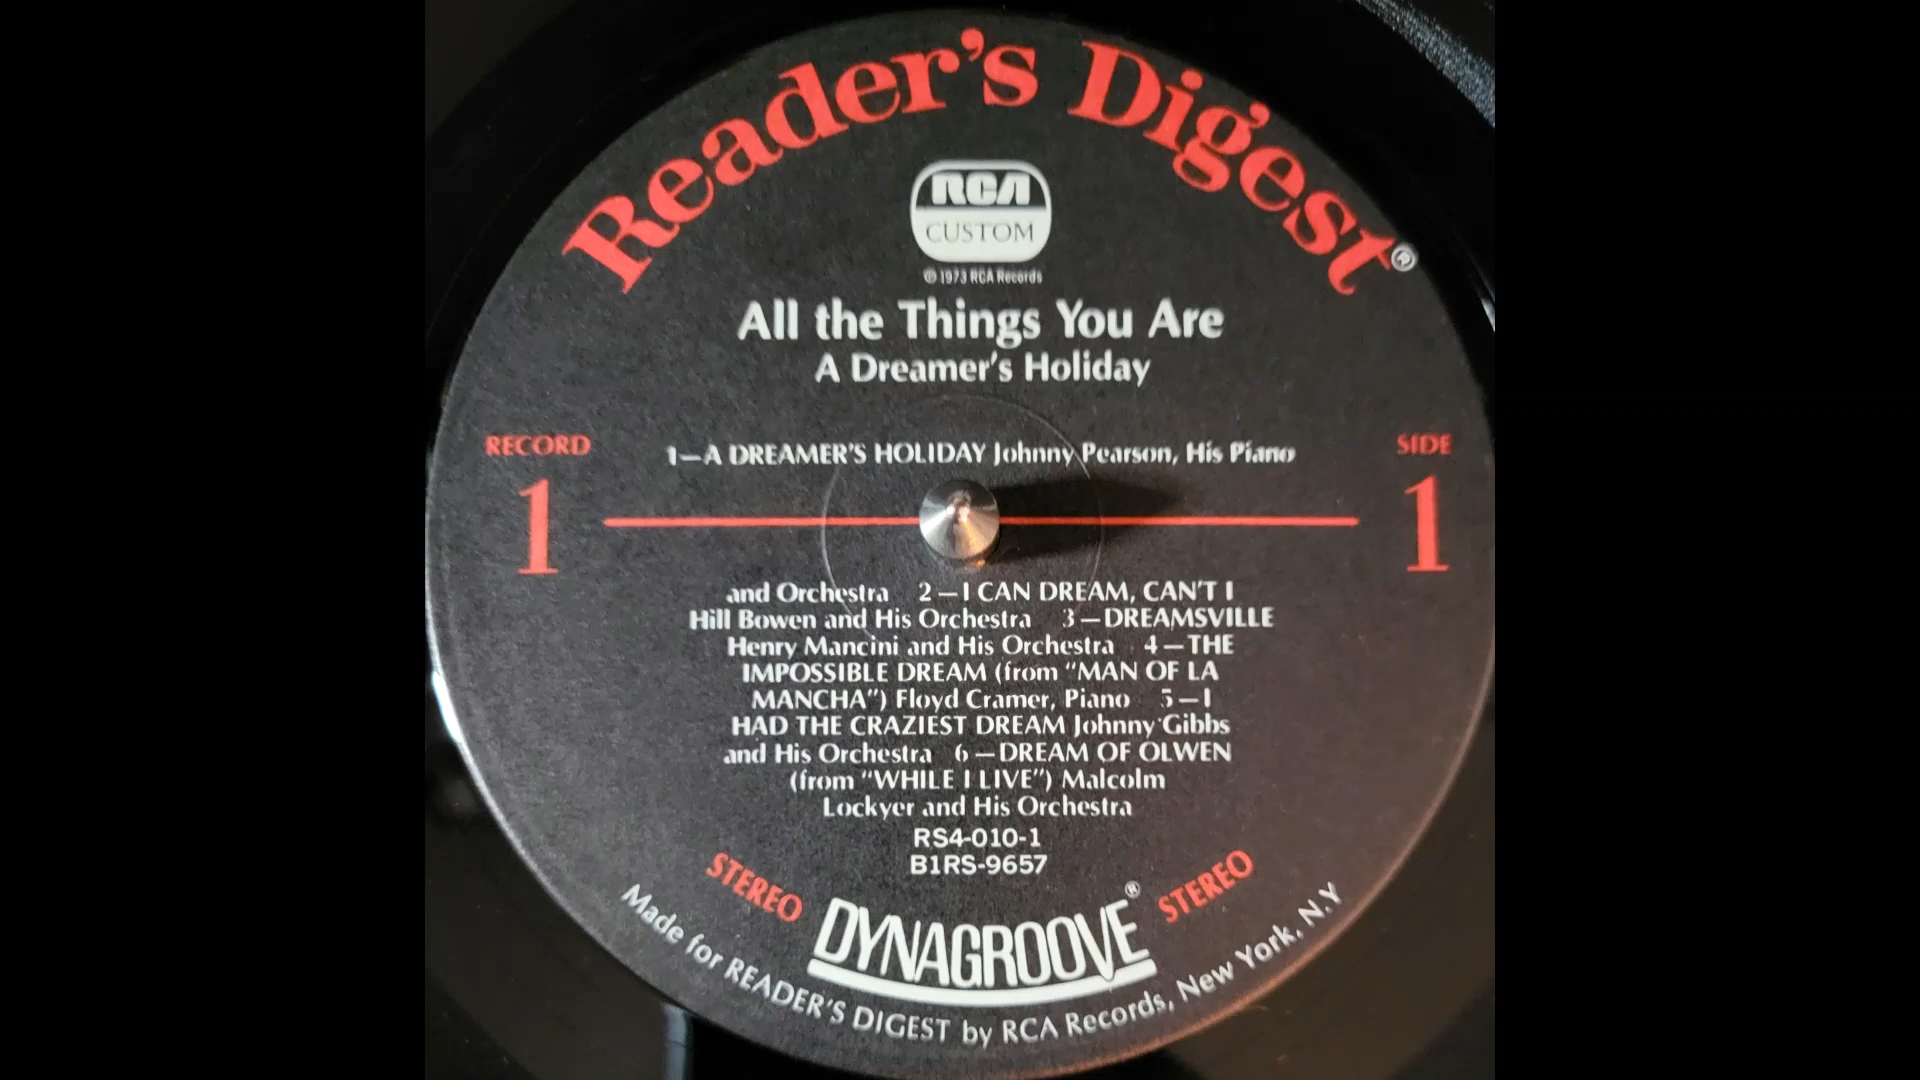 Reader's Digest®
RCA
CUSTOM
℗ 1973 RCA Records
All the Things You Are
A Dreamer's Holiday
RECORD
1
SIDE
1
1—A DREAMER'S HOLIDAY Johnny Pearson, His Piano
and Orchestra 2—I CAN DREAM, CAN'T I
Hill Bowen and His Orchestra 3—DREAMSVILLE
Henry Mancini and His Orchestra 4—THE
IMPOSSIBLE DREAM (from "MAN OF LA
MANCHA") Floyd Cramer, Piano 5—I
HAD THE CRAZIEST DREAM Johnny Gibbs
and His Orchestra 6—DREAM OF OLWEN
(from "WHILE I LIVE") Malcolm
Lockyer and His Orchestra
RS4-010-1
B1RS-9657
STEREO
DYNAGROOVE®
STEREO
Made for READER'S DIGEST by RCA Records, New York, N.Y